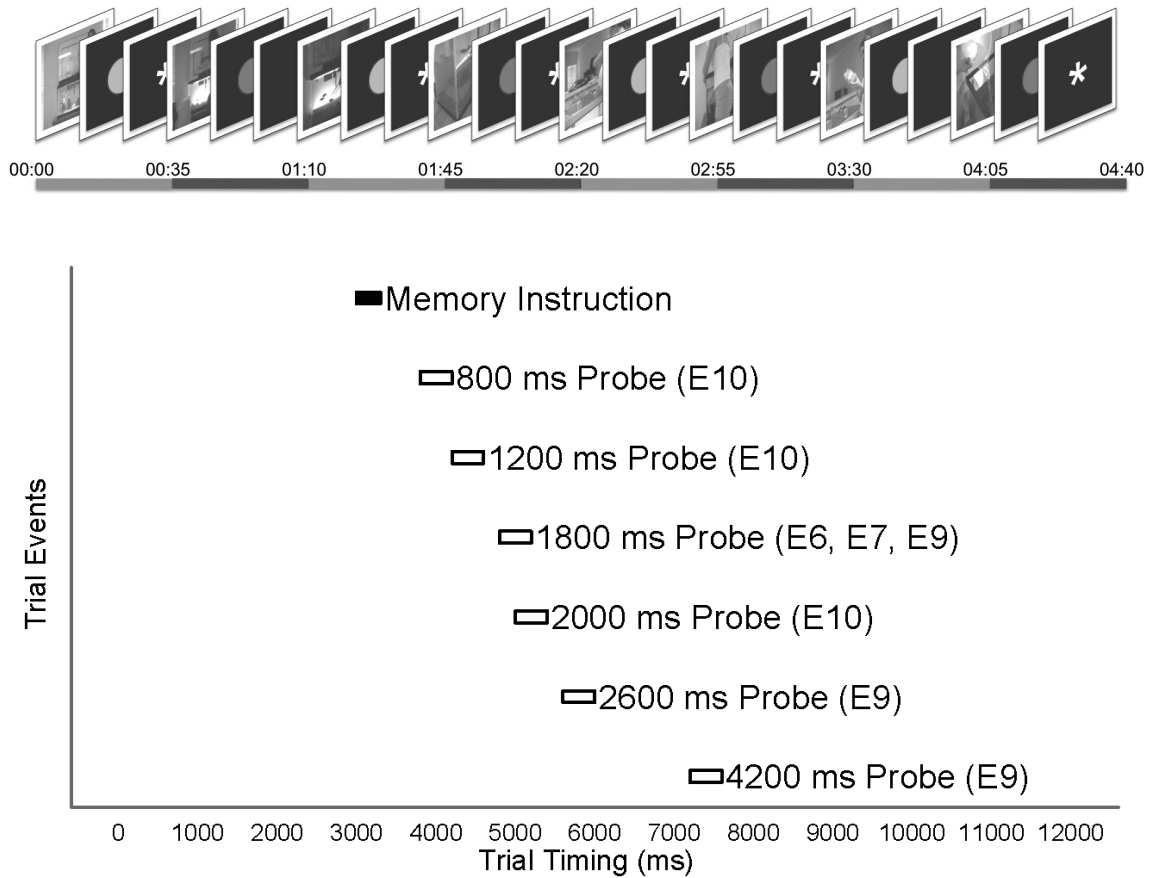 * * * * *
00:00 00:35 01:10 01:45 02:20 02:55 03:30 04:05 04:40
Memory Instruction
800 ms Probe (E10)
1200 ms Probe (E10)
1800 ms Probe (E6, E7, E9)
2000 ms Probe (E10)
2600 ms Probe (E9)
4200 ms Probe (E9)
Trial Events
0 1000 2000 3000 4000 5000 6000 7000 8000 9000 10000 11000 12000
Trial Timing (ms)